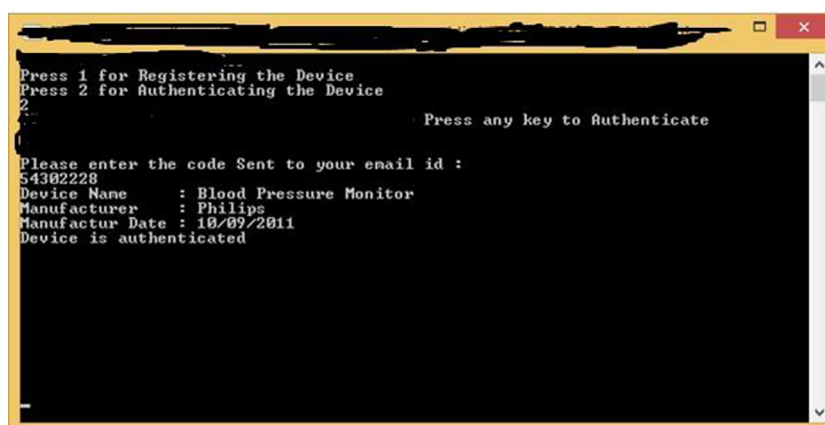 Press 1 for Registering the Device
Press 2 for Authenticating the Device
2
Press any key to Authenticate
Please enter the code Sent to your email id :
54302228
Device Name : Blood Pressure Monitor
Manufacturer : Philips
Manufactur Date : 10/09/2011
Device is authenticated